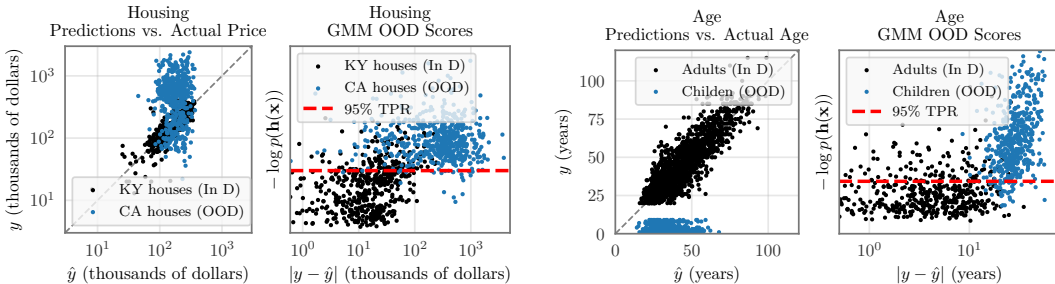 Housing
Predictions vs. Actual Price
y (thousands of dollars)
10³
10²
10¹
KY houses (In D)
CA houses (OOD)
10¹
10²
10³
ŷ (thousands of dollars)
Housing
GMM OOD Scores
− log p(h(x))
KY houses (In D)
CA houses (OOD)
95% TPR
10⁰
10¹
10²
10³
|y − ŷ| (thousands of dollars)
Age
Predictions vs. Actual Age
y (years)
100
75
50
25
0
Adults (In D)
Childen (OOD)
0
50
100
ŷ (years)
Age
GMM OOD Scores
− log p(h(x))
Adults (In D)
Children (OOD)
95% TPR
10⁰
10¹
|y − ŷ| (years)